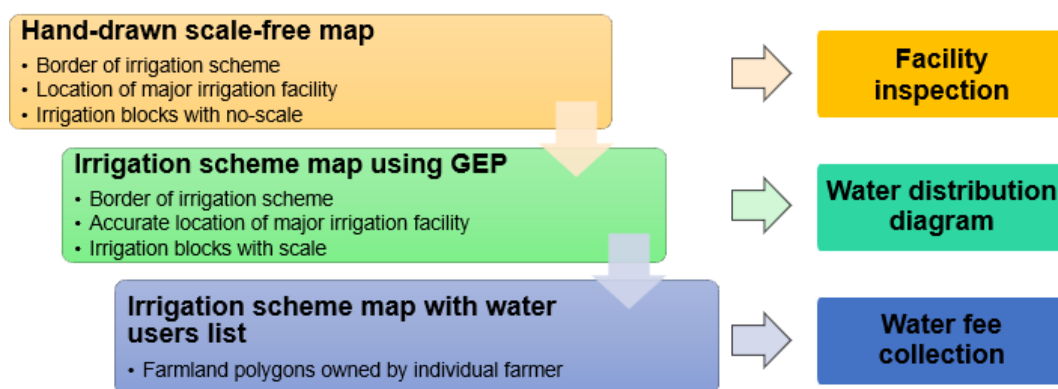 Hand-drawn scale-free map
• Border of irrigation scheme
• Location of major irrigation facility
• Irrigation blocks with no-scale
Facility
inspection
Irrigation scheme map using GEP
• Border of irrigation scheme
• Accurate location of major irrigation facility
• Irrigation blocks with scale
Water distribution
diagram
Irrigation scheme map with water
users list
• Farmland polygons owned by individual farmer
Water fee
collection